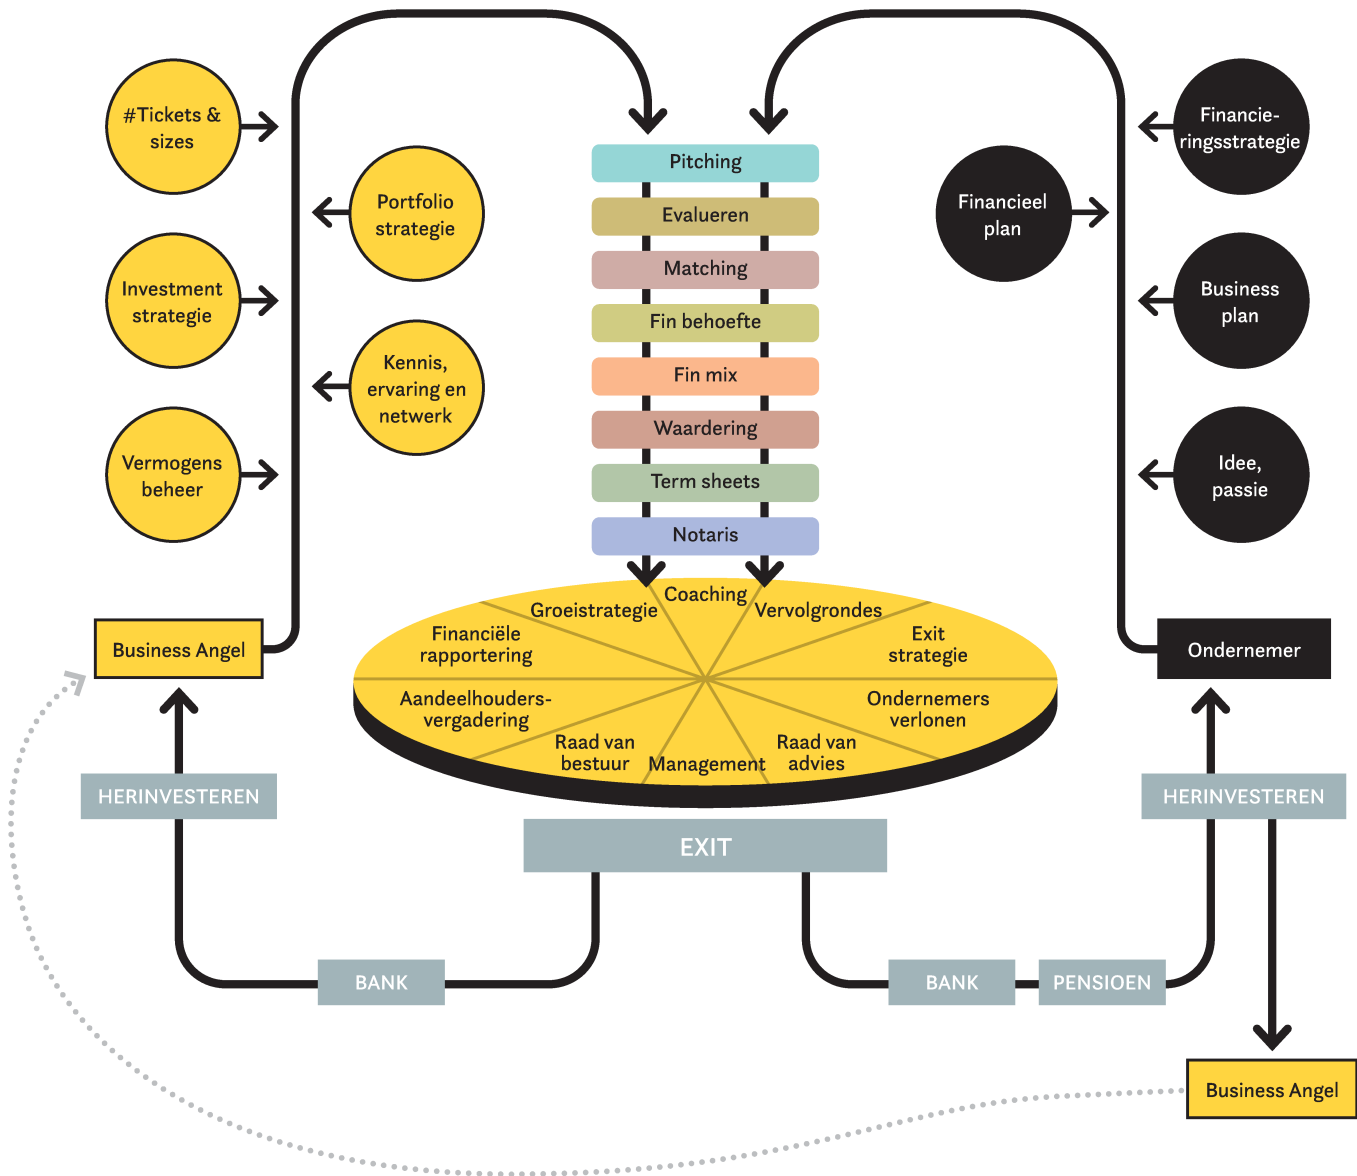 #Tickets &
sizes
Portfolio
strategie
Investment
strategie
Kennis,
ervaring en
netwerk
Vermogens
beheer
Business Angel
Pitching
Evalueren
Matching
Fin behoefte
Fin mix
Waardering
Term sheets
Notaris
Financie-
ringsstrategie
Financieel
plan
Business
plan
Idee,
passie
Ondernemer
Coaching
Groeistrategie
Vervolgrondes
Financiële
rapportering
Exit
strategie
Aandeelhouders-
vergadering
Ondernemers
verlonen
Raad van
bestuur
Management
Raad van
advies
HERINVESTEREN
EXIT
HERINVESTEREN
BANK
BANK
PENSIOEN
Business Angel